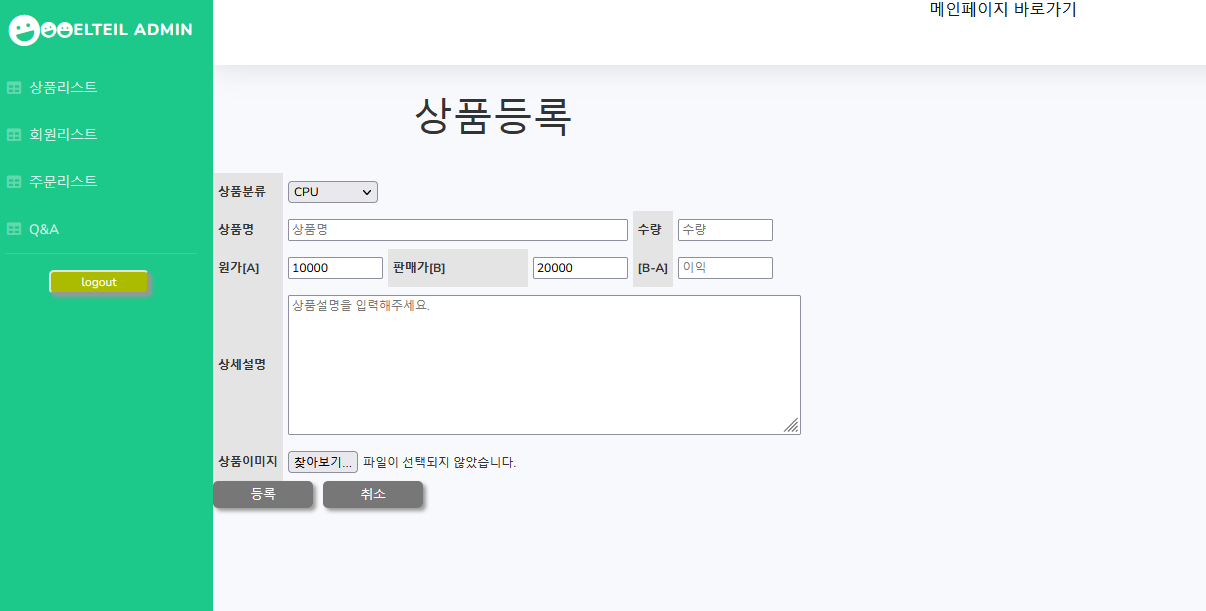 메인페이지 바로가기
ELTEIL ADMIN
상품리스트
회원리스트
주문리스트
Q&A
logout
상품등록
상품분류 CPU
상품명 상품명 수량 수량
원가[A] 10000 판매가[B] 20000 [B-A] 이익
상품설명을 입력해주세요.
상세설명
상품이미지 찾아보기... 파일이 선택되지 않았습니다.
등록 취소